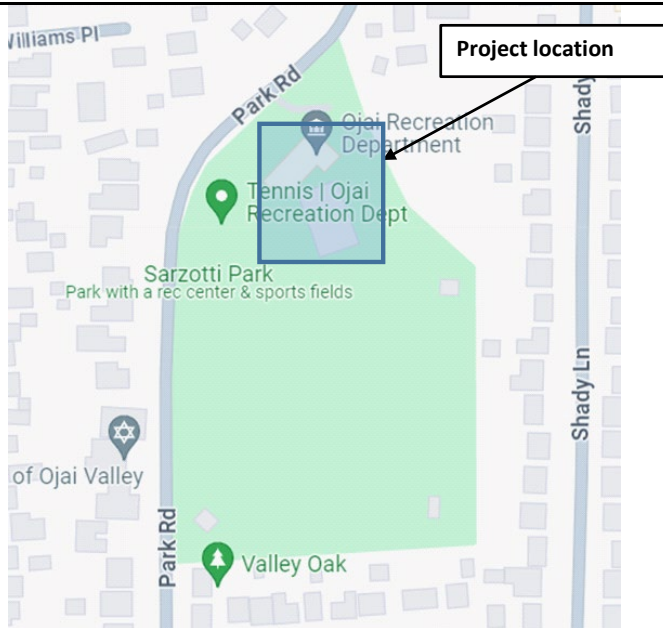 Williams Pl
Project location
Park Rd
Shady
Ojai Recreation
Department
Tennis | Ojai
Recreation Dept
Sarzotti Park
Park with a rec center & sports fields
Shady Ln
of Ojai Valley
Park Rd
Valley Oak